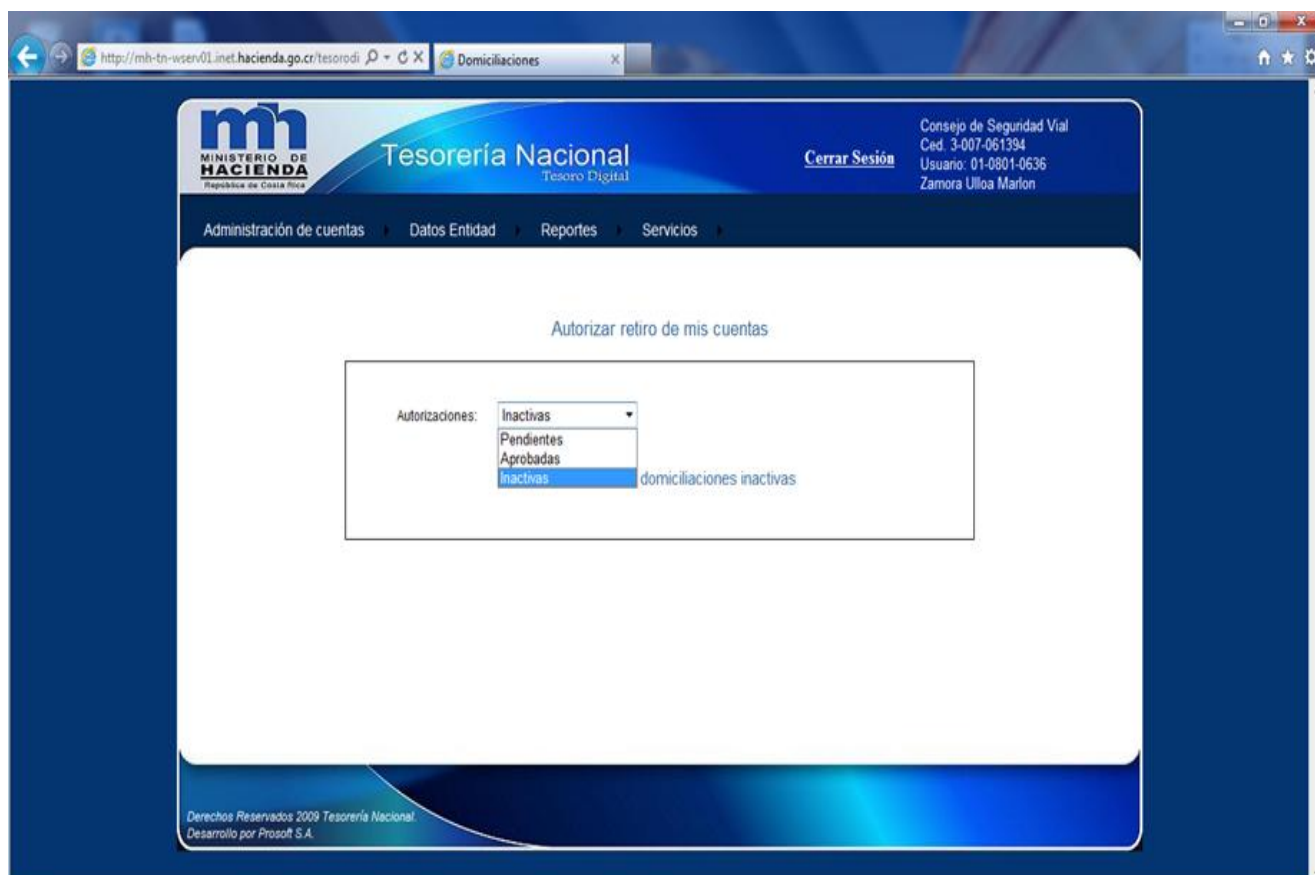 http://mh-tn-wserv01.inet.hacienda.go.cr/tesorodi
Domiciliaciones
mh
MINISTERIO DE
HACIENDA
República de Costa Rica
Tesorería Nacional
Tesoro Digital
Cerrar Sesión
Consejo de Seguridad Vial
Ced. 3-007-061394
Usuario: 01-0801-0636
Zamora Ulloa Marlon
Administración de cuentas Datos Entidad Reportes Servicios
Autorizar retiro de mis cuentas
Autorizaciones: Inactivas
Pendientes
Aprobadas
Inactivas domiciliaciones inactivas
Derechos Reservados 2009 Tesorería Nacional.
Desarrollo por Prosoft S.A.